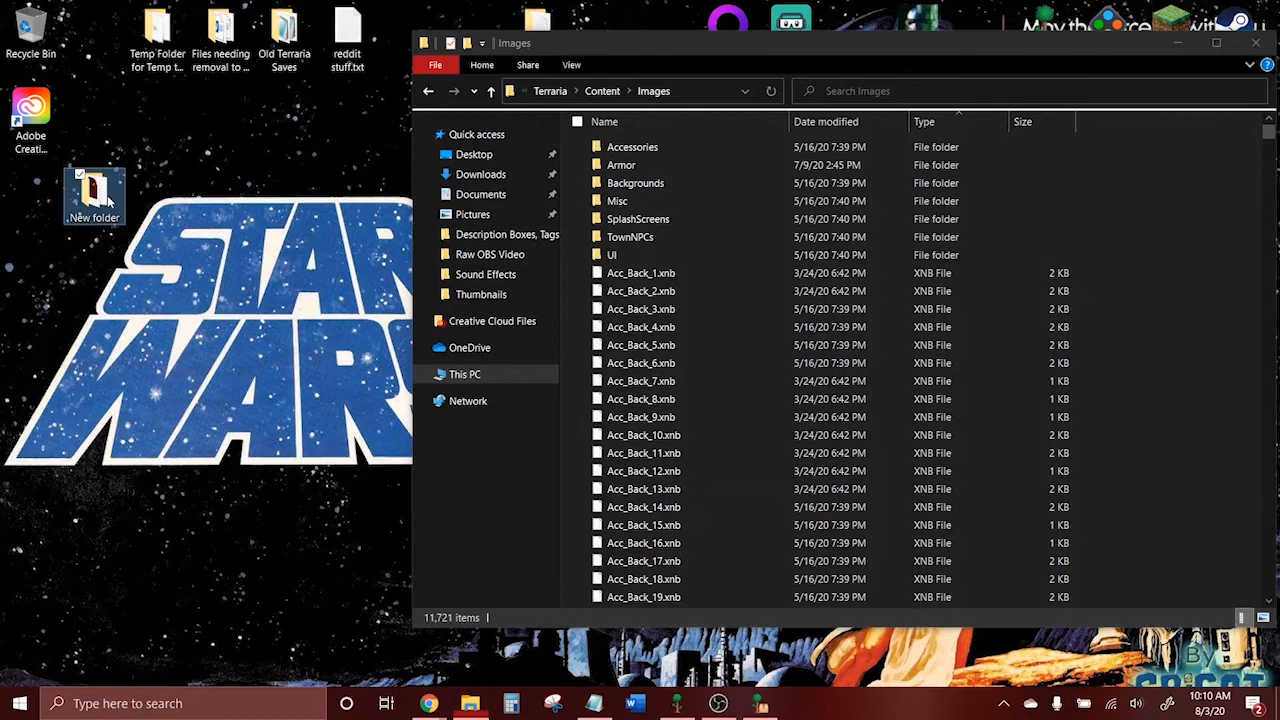 Recycle Bin
Temp Folder
for Temp t...
Files needing
removal to ...
Old Terraria
Saves
reddit
stuff.txt
Adobe
Creati...
New folder
STAR
WARS
Images
File Home Share View
Terraria > Content > Images
Search Images
Quick access
Desktop
Downloads
Documents
Pictures
Description Boxes, Tags
Raw OBS Video
Sound Effects
Thumbnails
Creative Cloud Files
OneDrive
This PC
Network
Name Date modified Type Size
Accessories 5/16/20 7:39 PM File folder
Armor 7/9/20 2:45 PM File folder
Backgrounds 5/16/20 7:39 PM File folder
Misc 5/16/20 7:40 PM File folder
SplashScreens 5/16/20 7:40 PM File folder
TownNPCs 5/16/20 7:40 PM File folder
UI 5/16/20 7:40 PM File folder
Acc_Back_1.xnb 3/24/20 6:42 PM XNB File 2 KB
Acc_Back_2.xnb 3/24/20 6:42 PM XNB File 2 KB
Acc_Back_3.xnb 5/16/20 7:39 PM XNB File 2 KB
Acc_Back_4.xnb 5/16/20 7:39 PM XNB File 2 KB
Acc_Back_5.xnb 5/16/20 7:39 PM XNB File 2 KB
Acc_Back_6.xnb 5/16/20 7:39 PM XNB File 2 KB
Acc_Back_7.xnb 3/24/20 6:42 PM XNB File 1 KB
Acc_Back_8.xnb 3/24/20 6:42 PM XNB File 1 KB
Acc_Back_9.xnb 3/24/20 6:42 PM XNB File 2 KB
Acc_Back_10.xnb 3/24/20 6:42 PM XNB File 1 KB
Acc_Back_11.xnb 3/24/20 6:42 PM XNB File 2 KB
Acc_Back_12.xnb 3/24/20 6:42 PM XNB File 1 KB
Acc_Back_13.xnb 3/24/20 6:42 PM XNB File 2 KB
Acc_Back_14.xnb 5/16/20 7:39 PM XNB File 2 KB
Acc_Back_15.xnb 5/16/20 7:39 PM XNB File 1 KB
Acc_Back_16.xnb 5/16/20 7:39 PM XNB File 1 KB
Acc_Back_17.xnb 5/16/20 7:39 PM XNB File 2 KB
Acc_Back_18.xnb 5/16/20 7:39 PM XNB File 2 KB
Acc_Back_19.xnb 5/16/20 7:39 PM XNB File 2 KB
11,721 items
By
Type here to search
10:10 AM
8/3/20
2